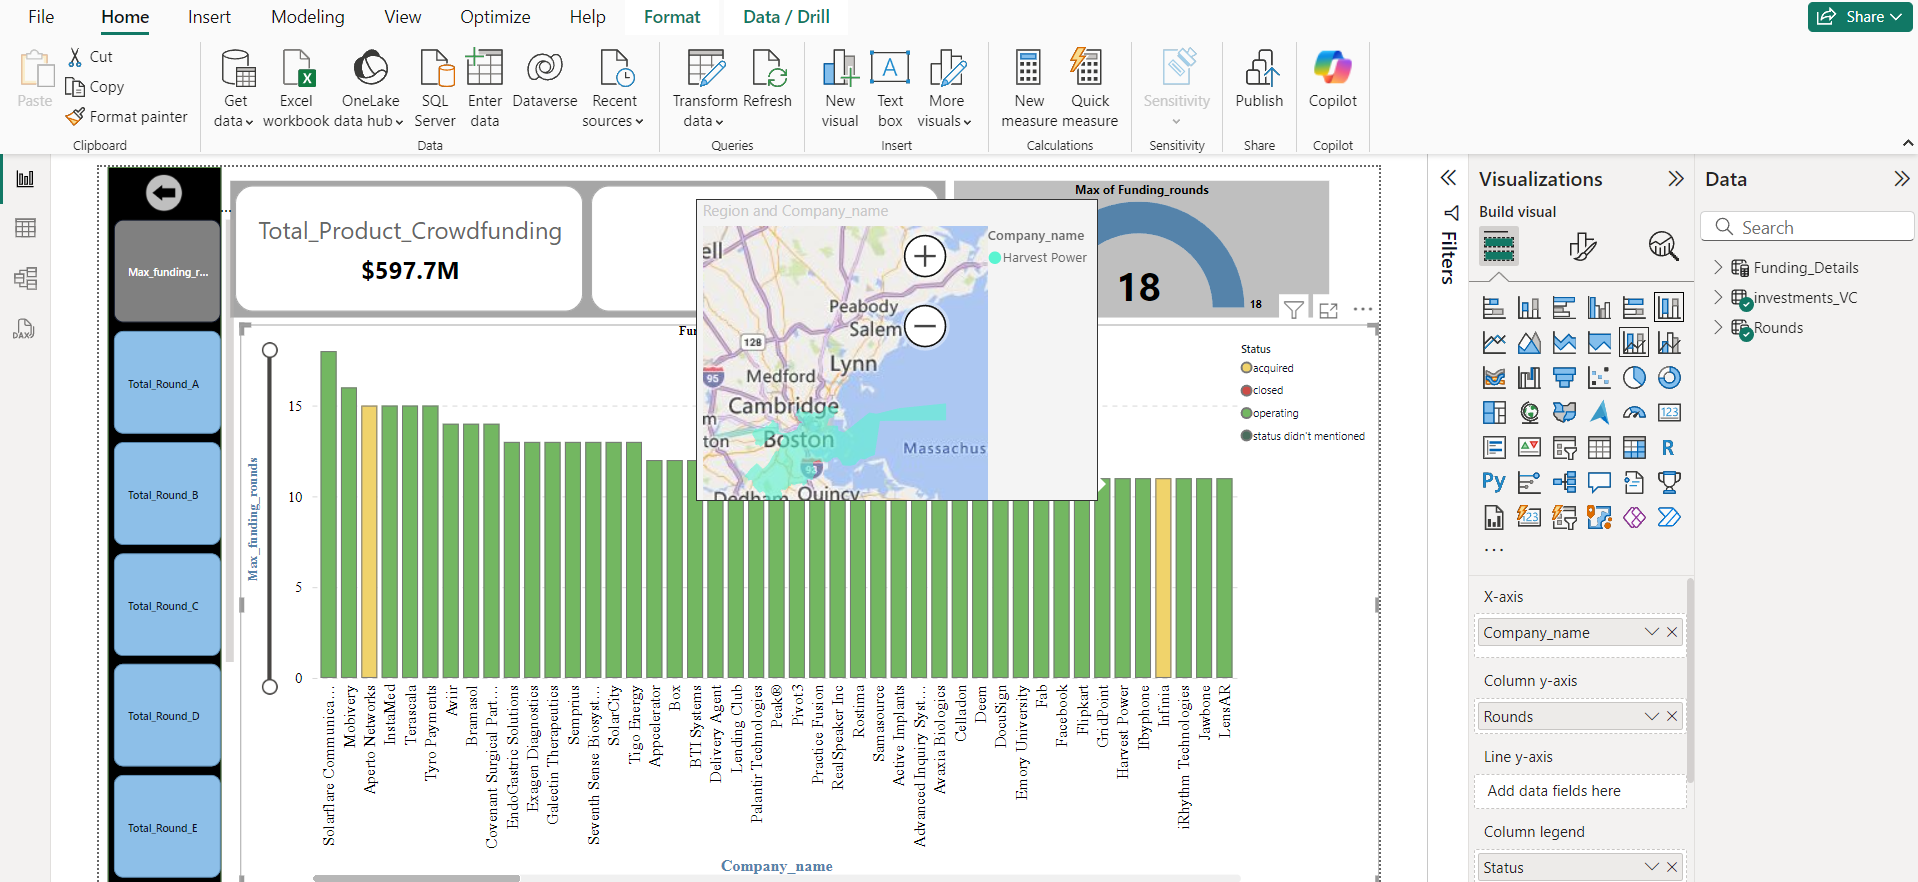 File Home Insert Modeling View Optimize Help Format Data / Drill Share
Paste
Cut
Copy
Format painter
Clipboard
Get data
Excel workbook
OneLake data hub
SQL Server
Enter data
Dataverse
Recent sources
Data
Transform data
Refresh
Queries
New visual
Text box
More visuals
Insert
New measure
Quick measure
Calculations
Sensitivity
Sensitivity
Publish
Share
Copilot
Copilot
Max_funding_r...
Total_Round_A
Total_Round_B
Total_Round_C
Total_Round_D
Total_Round_E
Total_Product_Crowdfunding
$597.7M
Max of Funding_rounds
18
18
Region and Company_name
Company_name
Harvest Power
ell
Peabody
Salem
128
Lynn
95
Medford
Cambridge
m
ton
Boston
Massachus
93
Dedham
Quincy
Fu
Status
acquired
closed
operating
status didn't mentioned
Max_funding_rounds
15
10
5
0
Solarflare Communica...
Mobivery
Aperto Networks
InstaMed
Terascala
Tyro Payments
Aviir
Bramasol
Covenant Surgical Part...
EndoGastric Solutions
Exagen Diagnostics
Galectin Therapeutics
Semprius
Seventh Sense Biosyst...
SolarCity
Tigo Energy
Appcelerator
Box
BTI Systems
Delivery Agent
Lending Club
Palantir Technologies
Peak®
Pivot3
Practice Fusion
RealSpeaker Inc
Rostima
Samasource
Active Implants
Advanced Inquiry Syst...
Avaxia Biologics
Celladon
Deem
DocuSign
Emory University
Fab
Facebook
Flipkart
GridPoint
Harvest Power
Ifbyphone
Infinia
iRhythm Technologies
Jawbone
LensAR
Company_name
Filters
Visualizations
Build visual
123
R
Py
123
...
X-axis
Company_name
Column y-axis
Rounds
Line y-axis
Add data fields here
Column legend
Status
Data
Search
Funding_Details
investments_VC
Rounds
DAX